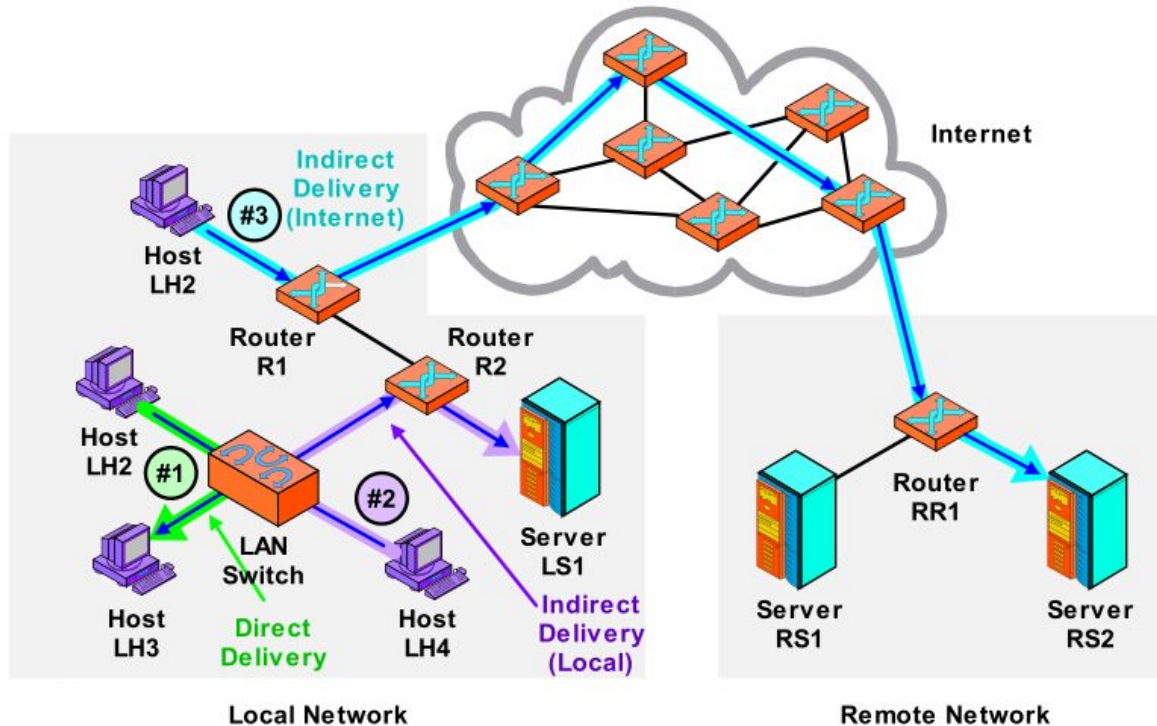 Internet
Indirect
Delivery
(Internet)
#3
Host
LH2
Router
R1
Router
R2
Host
LH2
#1
#2
LAN
Switch
Host
LH3
Direct
Delivery
Host
LH4
Indirect
Delivery
(Local)
Server
LS1
Router
RR1
Server
RS1
Server
RS2
Local Network
Remote Network